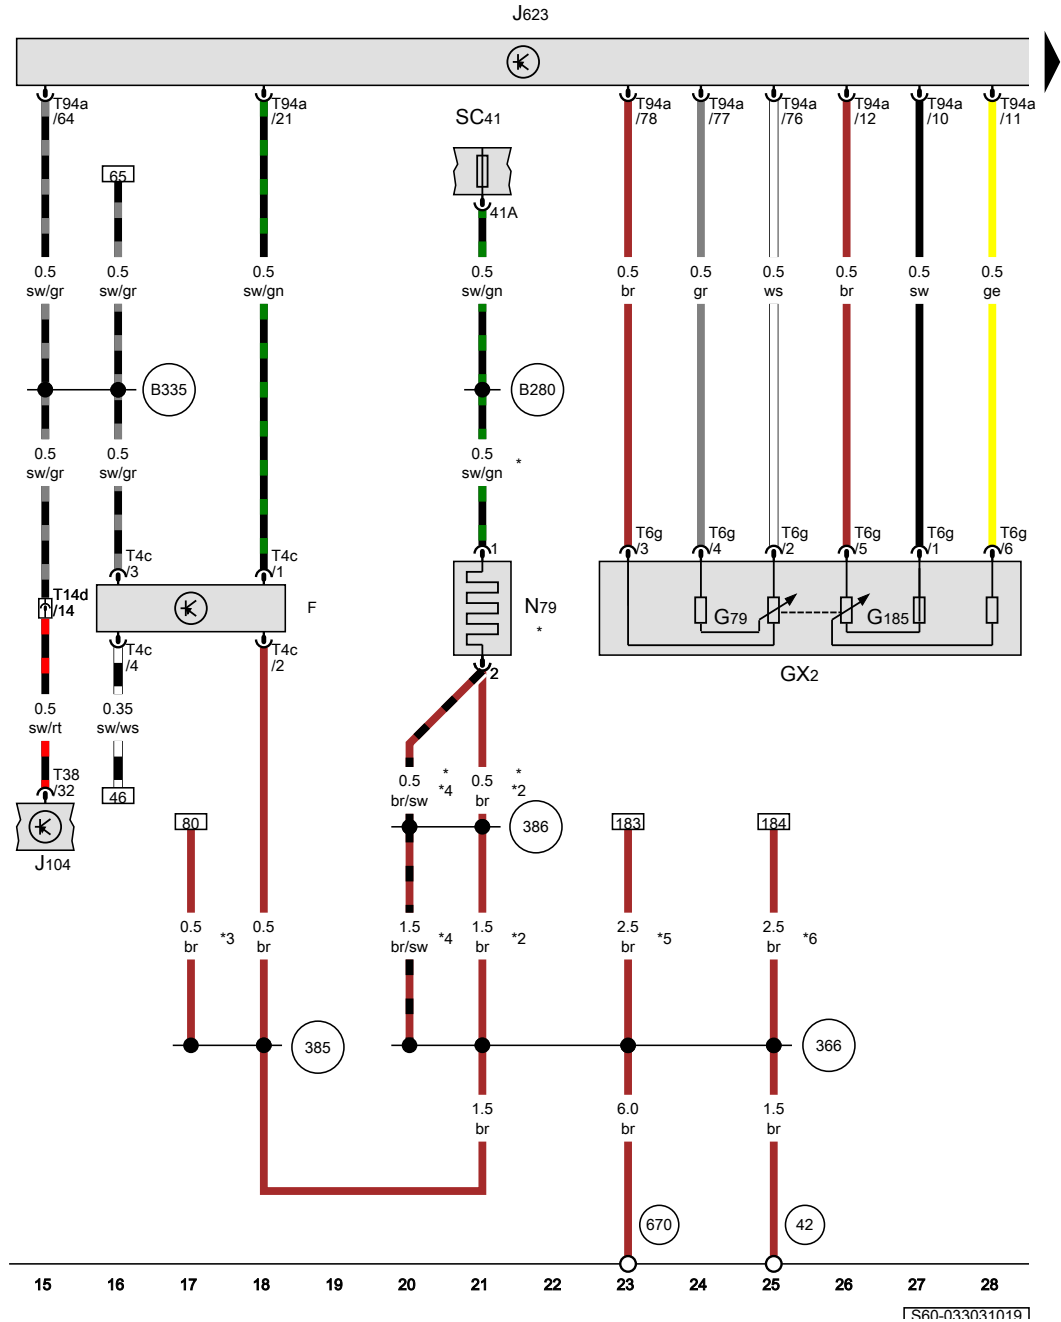 J623
T94a
/64
T94a
/21
SC41
T94a
/78
T94a
/77
T94a
/76
T94a
/12
T94a
/10
T94a
/11
65
41A
0.5
sw/gr
0.5
sw/gr
0.5
sw/gn
0.5
sw/gn
0.5
br
0.5
gr
0.5
ws
0.5
br
0.5
sw
0.5
ge
B335
B280
0.5
sw/gr
0.5
sw/gr
0.5
sw/gn
*
T4c
/3
T4c
/1
1
T6g
/3
T6g
/4
T6g
/2
T6g
/5
T6g
/1
T6g
/6
T14d
/14
F
N79
*
G79
G185
T4c
/4
T4c
/2
2
GX2
0.5
sw/rt
0.35
sw/ws
T38
/32
46
0.5
br/sw
*
*4
0.5
br
*
*2
J104
80
386
183
184
0.5
br
*3
0.5
br
1.5
br/sw
*4
1.5
br
*2
2.5
br
*5
2.5
br
*6
385
366
1.5
br
6.0
br
1.5
br
670
42
15 16 17 18 19 20 21 22 23 24 25 26 27 28
S60-033031019